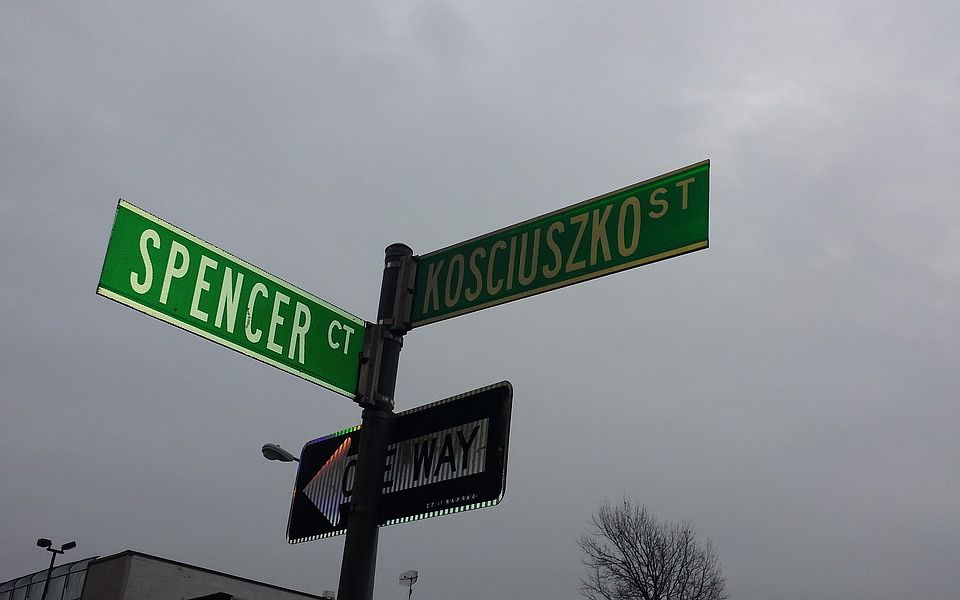 SPENCER CT
KOSCIUSZKO ST
ONE WAY